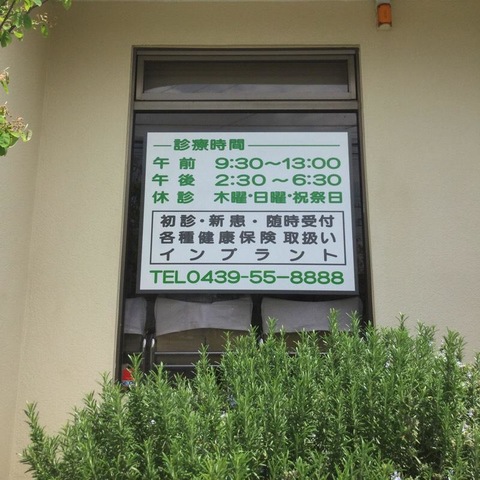 診療時間
午前 9:30～13:00
午後 2:30～6:30
休診 木曜・日曜・祝祭日
初診・新患・随時受付
各種健康保険取扱い
インプラント
TEL0439-55-8888